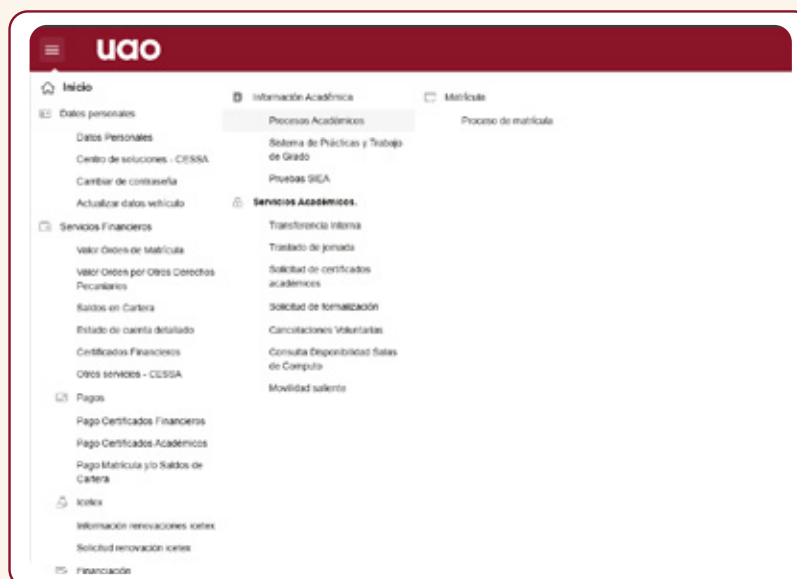 uao
Inicio
Datos personales
Datos Personales
Centro de soluciones - CESSA
Cambiar de contraseña
Actualizar datos vehículo
Servicios Financieros
Valor Orden de Matrícula
Valor Orden por Otros Derechos
Pecuniarios
Saldos en Cartera
Estado de cuenta detallado
Certificados Financieros
Otros servicios - CESSA
Pagos
Pago Certificados Financieros
Pago Certificados Académicos
Pago Matrícula y/o Saldos de
Cartera
Icetex
Información renovaciones icetex
Solicitud renovación icetex
Financiación
Información Académica
Procesos Académicos
Sistema de Prácticas y Trabajo
de Grado
Pruebas SIEA
Servicios Académicos.
Transferencia Interna
Traslado de jornada
Solicitud de certificados
académicos
Solicitud de formalización
Cancelaciones Voluntarias
Consulta Disponibilidad Salas
de Computo
Movilidad saliente
Matrícula
Proceso de matrícula